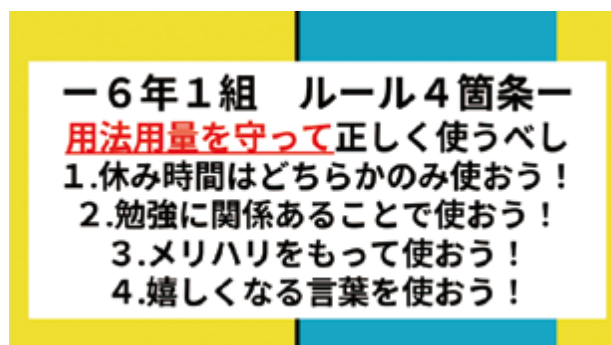 ー６年１組　ルール４箇条ー
用法用量を守って正しく使うべし
１.休み時間はどちらかのみ使おう！
２.勉強に関係あることで使おう！
３.メリハリをもって使おう！
４.嬉しくなる言葉を使おう！